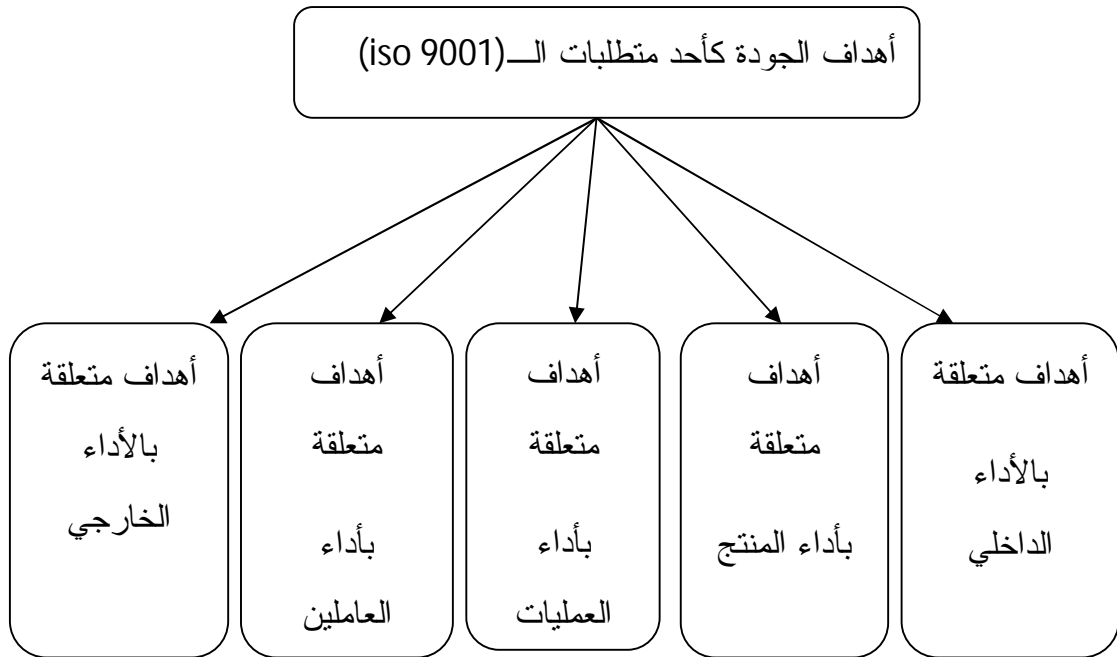 أهداف الجودة كأحد متطلبات الــ(iso 9001)
أهداف متعلقة
بالأداء
الداخلي
أهداف
متعلقة
بأداء المنتج
أهداف
متعلقة
بأداء
العمليات
أهداف
متعلقة
بأداء
العاملين
أهداف متعلقة
بالأداء
الخارجي